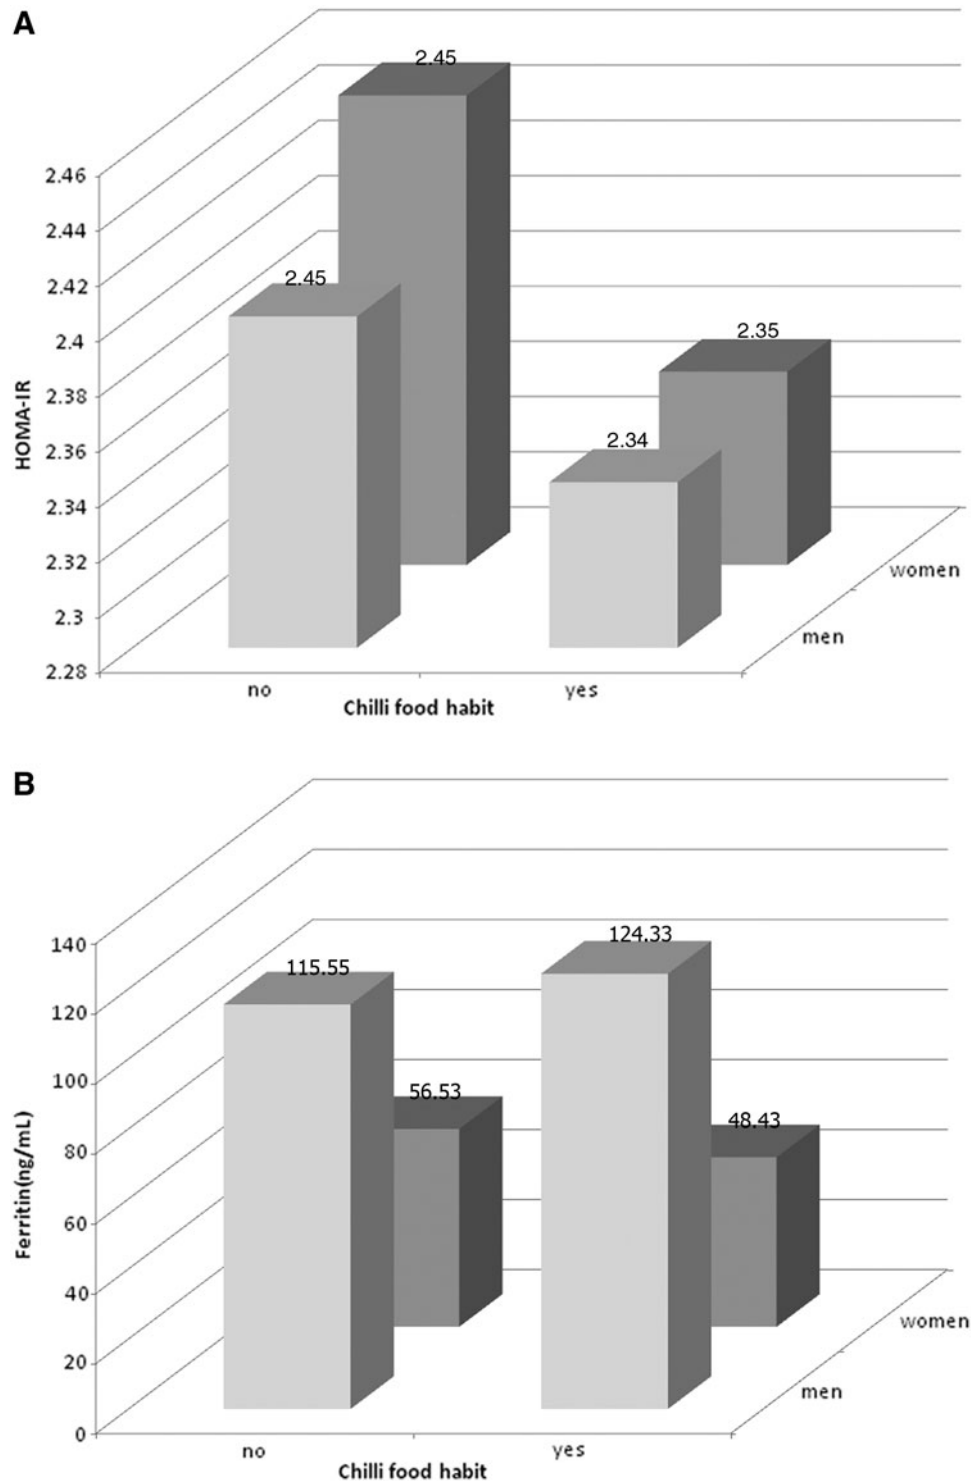 A
2.45
2.46
2.44
2.42
2.45
2.4
2.35
2.38
2.36
2.34
2.34
2.32
2.3
2.28
HOMA-IR
women
men
no
yes
Chilli food habit
B
140
124.33
115.55
120
100
56.53
48.43
80
60
40
20
0
Ferritin(ng/mL)
women
men
no
yes
Chilli food habit